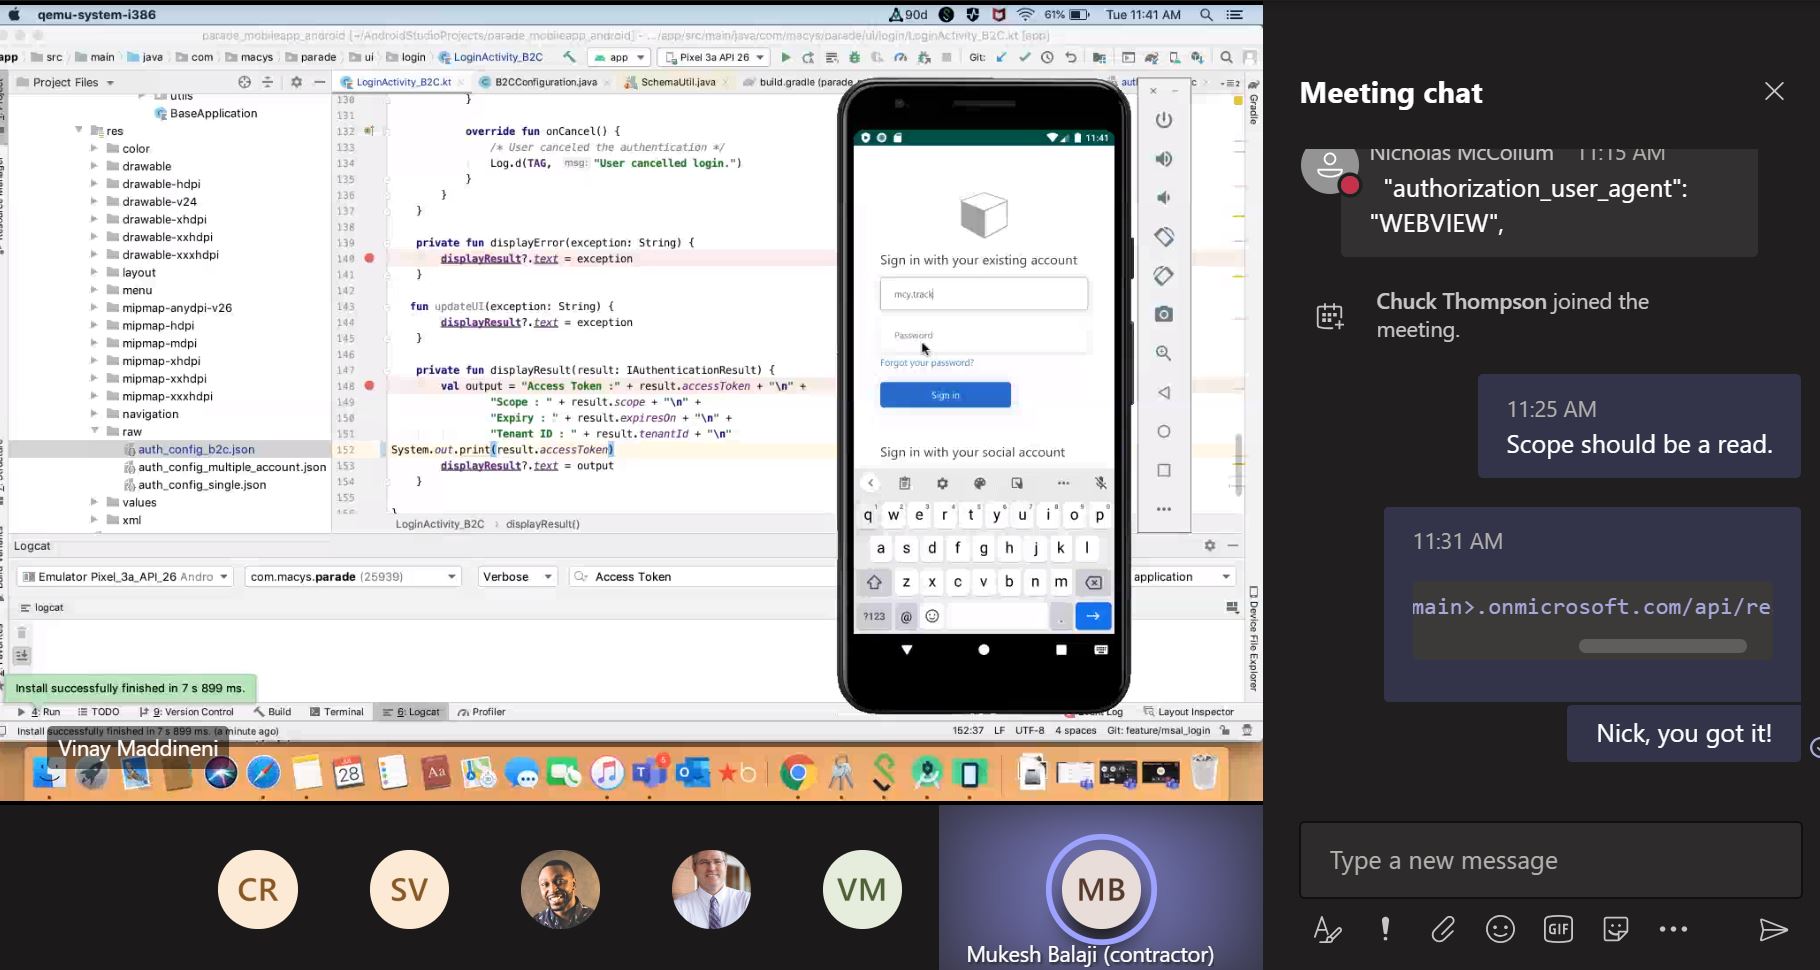 qemu-system-i386
90d
61%
Tue 11:41 AM
parade_mobileapp_android [~/AndroidStudioProjects/parade_mobileapp_android] - .../app/src/main/java/com/macys/parade/ui/login/LoginActivity_B2C.kt [app]
app
src
main
java
com
macys
parade
ui
login
LoginActivity_B2C
app
Pixel 3a API 26
Git:
Project Files
LoginActivity_B2C.kt
B2CConfiguration.java
SchemaUtil.java
build.gradle (parade_
Gradle
utils
BaseApplication
res
color
drawable
drawable-hdpi
drawable-v24
drawable-xhdpi
drawable-xxhdpi
drawable-xxxhdpi
layout
menu
mipmap-anydpi-v26
mipmap-hdpi
mipmap-mdpi
mipmap-xhdpi
mipmap-xxhdpi
mipmap-xxxhdpi
navigation
raw
auth_config_b2c.json
auth_config_multiple_account.json
auth_config_single.json
values
xml
130 }
131
132 override fun onCancel() {
133 /* User canceled the authentication */
134 Log.d(TAG, msg: "User cancelled login.")
135 }
136 }
137 }
138
139 private fun displayError(exception: String) {
140 displayResult?.text = exception
141 }
142
143 fun updateUI(exception: String) {
144 displayResult?.text = exception
145 }
146
147 private fun displayResult(result: IAuthenticationResult) {
148 val output = "Access Token :" + result.accessToken + "\n" +
149 "Scope : " + result.scope + "\n" +
150 "Expiry : " + result.expiresOn + "\n" +
151 "Tenant ID : " + result.tenantId + "\n"
152 System.out.print(result.accessToken)
153 displayResult?.text = output
154 }
155
LoginActivity_B2C › displayResult()
11:41
Sign in with your existing account
mcy.track
Password
Forgot your password?
Sign in
Sign in with your social account
q w e r t y u i o p
a s d f g h j k l
z x c v b n m
?123 @ .
Logcat
Emulator Pixel_3a_API_26 Andro
com.macys.parade (25939)
Verbose
Access Token
application
logcat
Device File Explorer
Install successfully finished in 7 s 899 ms.
4: Run
TODO
9: Version Control
Build
Terminal
6: Logcat
Profiler
Layout Inspector
Install successfully finished in 7 s 899 ms. (a minute ago)
152:37 LF UTF-8 4 spaces Git: feature/msal_login
Vinay Maddineni
JUL
28
Aa
CR
SV
VM
MB
Mukesh Balaji (contractor)
Meeting chat
Nicholas McCollum 11:15 AM
"authorization_user_agent":
"WEBVIEW",
Chuck Thompson joined the
meeting.
11:25 AM
Scope should be a read.
11:31 AM
main>.onmicrosoft.com/api/re
Nick, you got it!
Type a new message
GIF